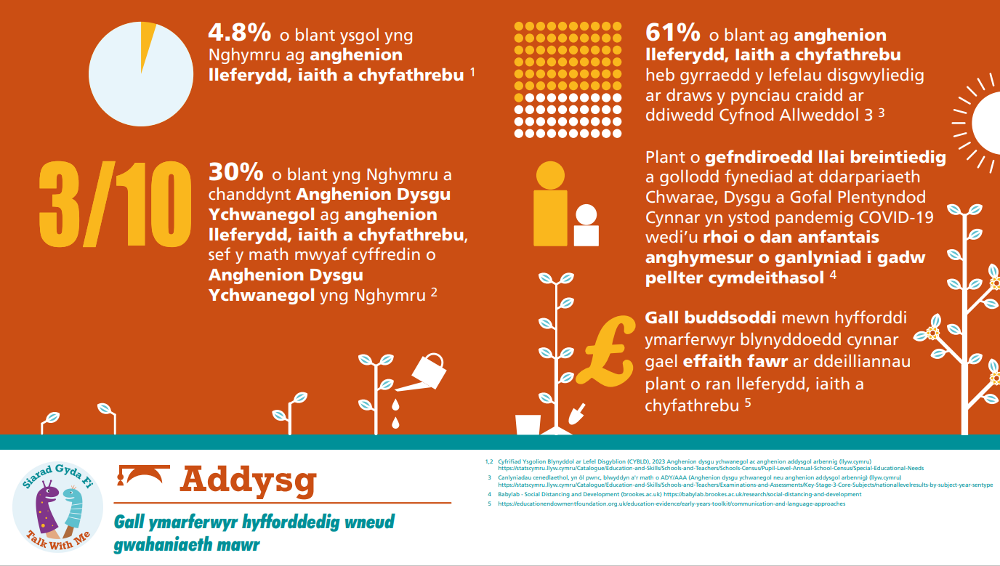 4.8% o blant ysgol yng
Nghymru ag anghenion
lleferydd, iaith a chyfathrebu 1
3/10
30% o blant yng Nghymru a
chanddynt Anghenion Dysgu
Ychwanegol ag anghenion
lleferydd, iaith a chyfathrebu,
sef y math mwyaf cyffredin o
Anghenion Dysgu
Ychwanegol yng Nghymru 2
61% o blant ag anghenion
lleferydd, Iaith a chyfathrebu
heb gyrraedd y lefelau disgwyliedig
ar draws y pynciau craidd ar
ddiwedd Cyfnod Allweddol 3 3
Plant o gefndiroedd llai breintiedig
a gollodd fynediad at ddarpariaeth
Chwarae, Dysgu a Gofal Plentyndod
Cynnar yn ystod pandemig COVID-19
wedi’u rhoi o dan anfantais
anghymesur o ganlyniad i gadw
pellter cymdeithasol 4
£
Gall buddsoddi mewn hyfforddi
ymarferwyr blynyddoedd cynnar
gael effaith fawr ar ddeilliannau
plant o ran lleferydd, iaith a
chyfathrebu 5
Siarad Gyda Fi
Talk With Me
Addysg
Gall ymarferwyr hyfforddedig wneud
gwahaniaeth mawr
1,2 Cyfrifiad Ysgolion Blynyddol ar Lefel Disgyblion (CYBLD), 2023 Anghenion dysgu ychwanegol ac anghenion addysgol arbennig (llyw.cymru)
https://statscymru.llyw.cymru/Catalogue/Education-and-Skills/Schools-and-Teachers/Schools-Census/Pupil-Level-Annual-School-Census/Special-Educational-Needs
3 Canlyniadau cenedlaethol, yn ôl pwnc, blwyddyn a'r math o ADY/AAA (Anghenion dysgu ychwanegol neu anghenion addysgol arbennig) (llyw.cymru)
https://statscymru.llyw.cymru/Catalogue/Education-and-Skills/Schools-and-Teachers/Examinations-and-Assessments/Key-Stage-3-Core-Subjects/nationallevelresults-by-subject-year-sentype
4 Babylab - Social Distancing and Development (brookes.ac.uk) https://babylab.brookes.ac.uk/research/social-distancing-and-development
5 https://educationendowmentfoundation.org.uk/education-evidence/early-years-toolkit/communication-and-language-approaches